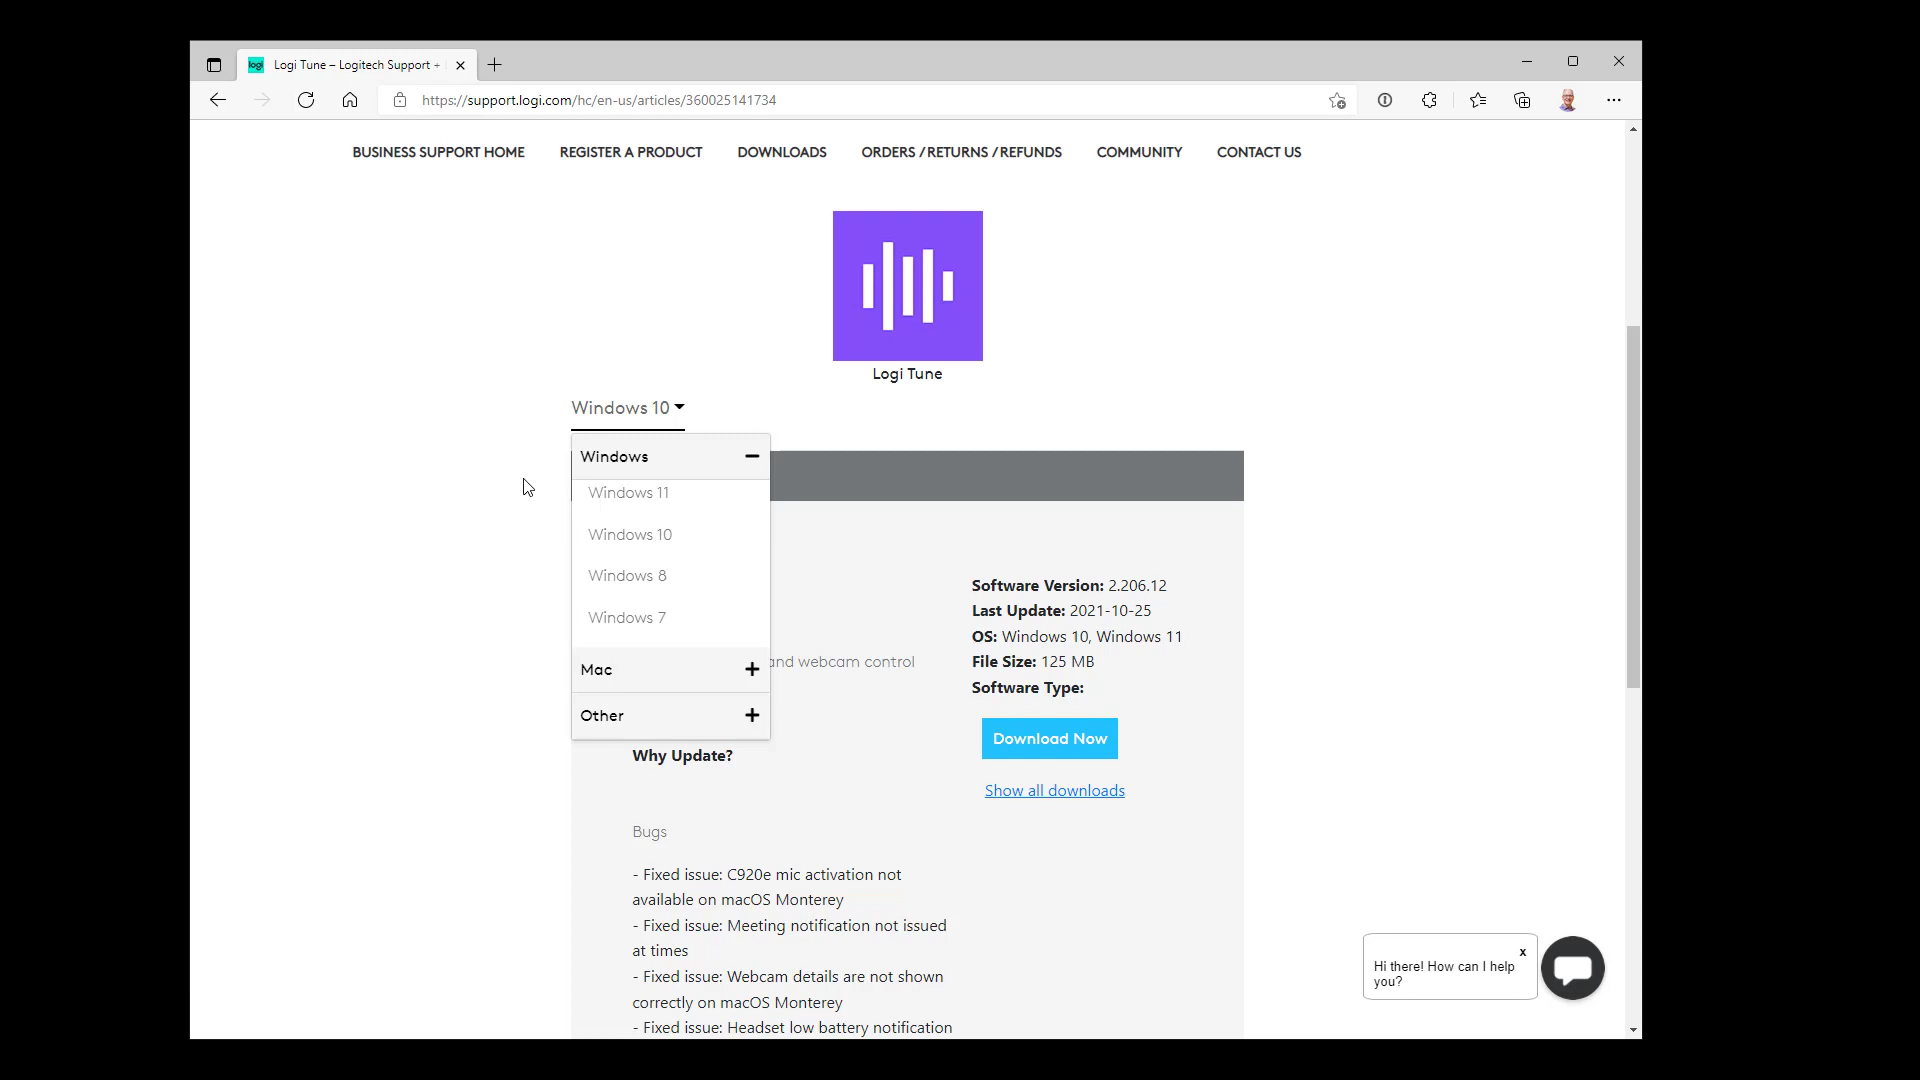 logi
Logi Tune – Logitech Support +
https://support.logi.com/hc/en-us/articles/360025141734
BUSINESS SUPPORT HOME
REGISTER A PRODUCT
DOWNLOADS
ORDERS / RETURNS / REFUNDS
COMMUNITY
CONTACT US
Logi Tune
Windows 10
Windows
Windows 11
Windows 10
Windows 8
Windows 7
Mac
Other
and webcam control
Software Version: 2.206.12
Last Update: 2021-10-25
OS: Windows 10, Windows 11
File Size: 125 MB
Software Type:
Download Now
Show all downloads
Why Update?
Bugs
- Fixed issue: C920e mic activation not
available on macOS Monterey
- Fixed issue: Meeting notification not issued
at times
- Fixed issue: Webcam details are not shown
correctly on macOS Monterey
- Fixed issue: Headset low battery notification
x
Hi there! How can I help
you?